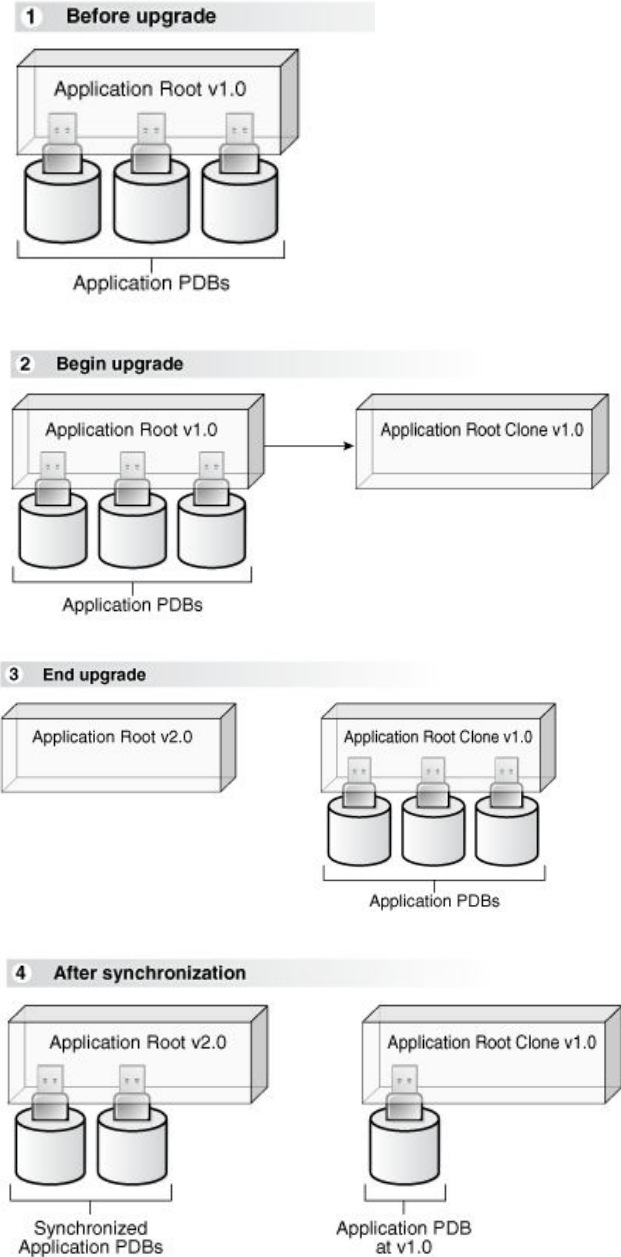 1 Before upgrade
Application Root v1.0
Application PDBs
2 Begin upgrade
Application Root v1.0
Application Root Clone v1.0
Application PDBs
3 End upgrade
Application Root v2.0
Application Root Clone v1.0
Application PDBs
4 After synchronization
Application Root v2.0
Application Root Clone v1.0
Synchronized
Application PDBs
Application PDB
at v1.0